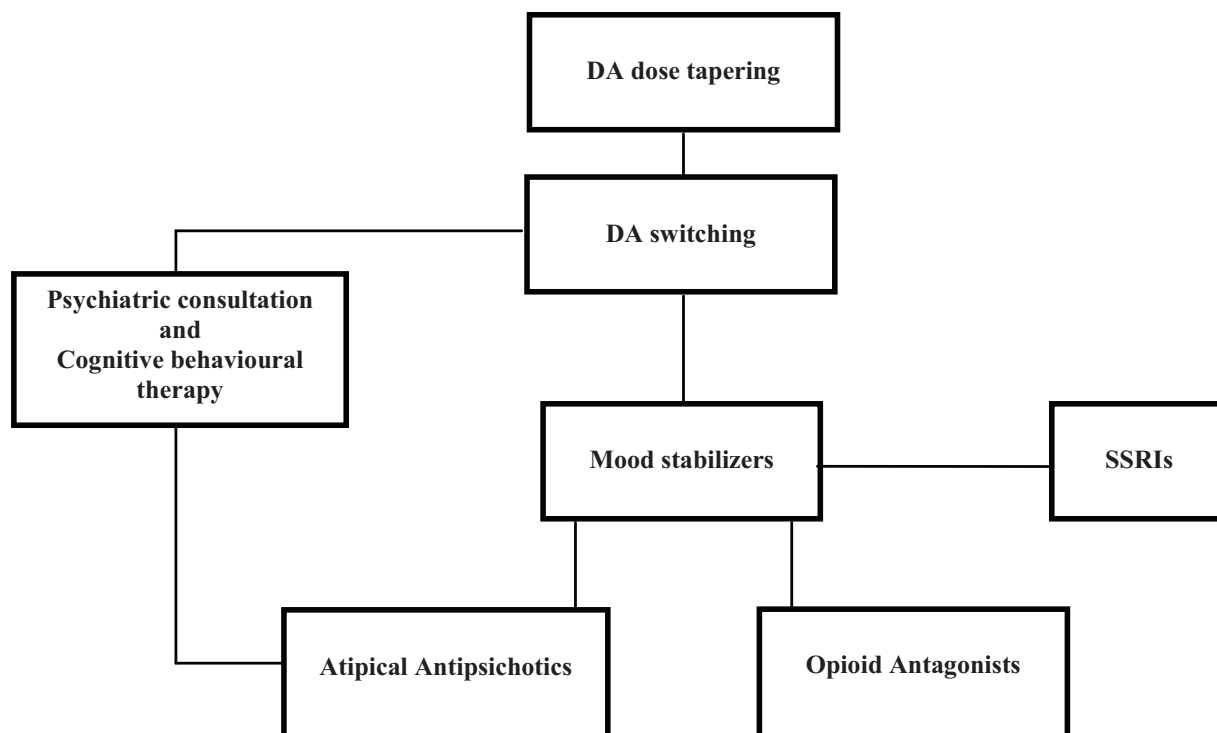 DA dose tapering
DA switching
Psychiatric consultation
and
Cognitive behavioural
therapy
Mood stabilizers
SSRIs
Atipical Antipsichotics
Opioid Antagonists